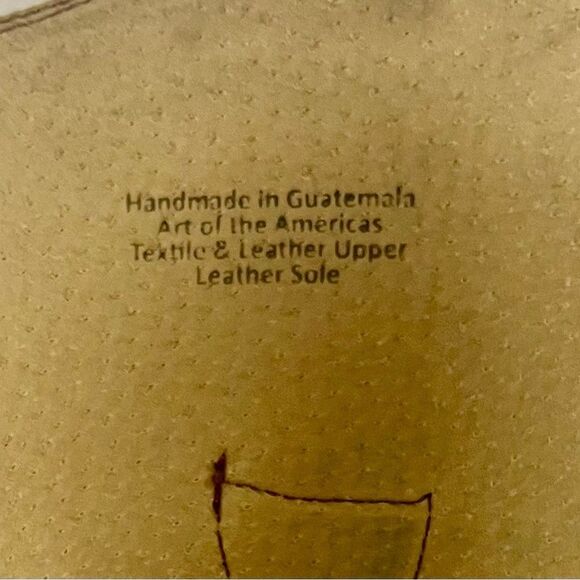 Handmade in Guatemala
Art of the Americas
Textile & Leather Upper
Leather Sole